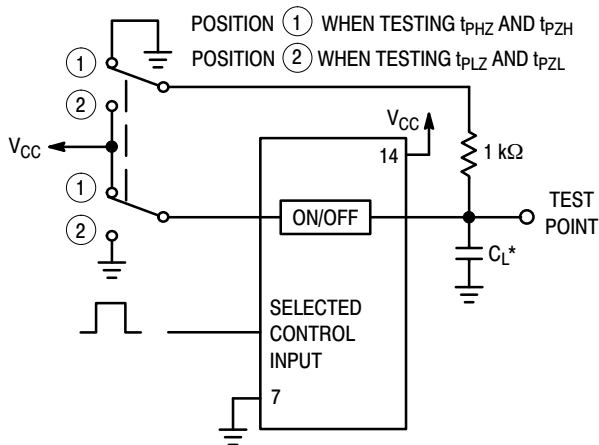 POSITION 1 WHEN TESTING tPHZ AND tPZH
POSITION 2 WHEN TESTING tPLZ AND tPZL
1
2
VCC
1
2
VCC
14
1 kΩ
ON/OFF
TEST
POINT
CL*
SELECTED
CONTROL
INPUT
7